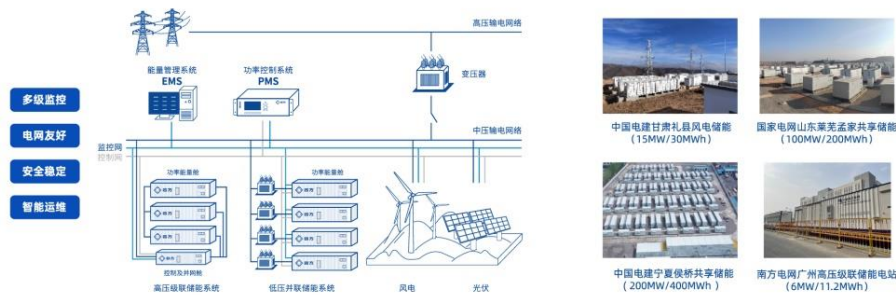 多级监控
电网友好
安全稳定
智能运维
高压输电网络
能量管理系统
EMS
功率控制系统
PMS
变压器
中压输电网络
监控网
控制网
功率能量舱
功率能量舱
控制及并网舱
高压级联储能系统
低压并联储能系统
风电
光伏
中国电建甘肃礼县风电储能
(15MW/30MWh)
国家电网山东莱芜孟家共享储能
(100MW/200MWh)
中国电建宁夏侯桥共享储能
(200MW/400MWh)
南方电网广州高压级联储能电站
(6MW/11.2MWh)